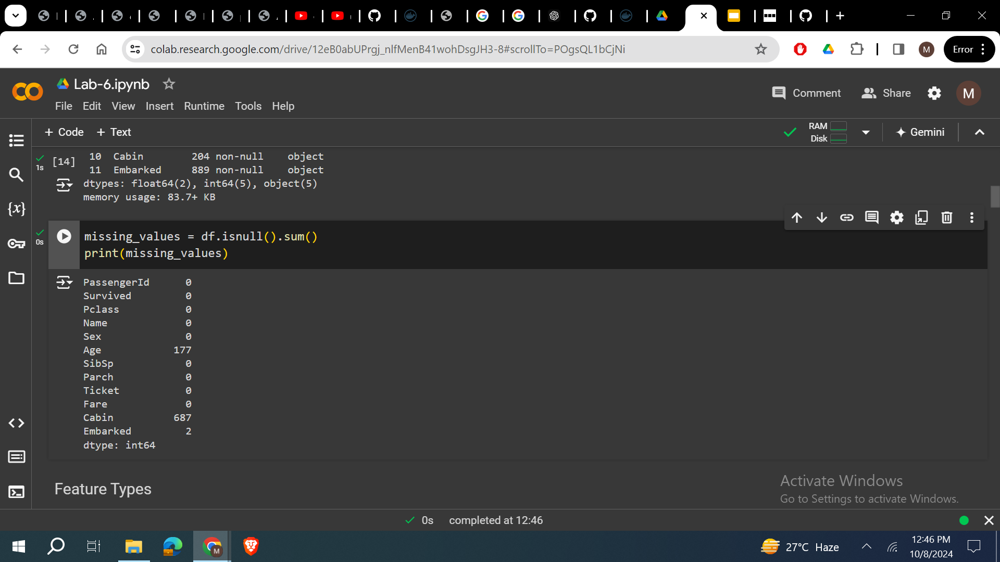 colab.research.google.com/drive/12eB0abUPrgj_nlfMenB41wohDsgJH3-8#scrollTo=POgsQL1bCjNi
M
Error
Lab-6.ipynb
File Edit View Insert Runtime Tools Help
Comment
Share
M
+ Code + Text
RAM
Disk
Gemini
1s
[14]
10 Cabin 204 non-null object
11 Embarked 889 non-null object
dtypes: float64(2), int64(5), object(5)
memory usage: 83.7+ KB
{x}
0s
missing_values = df.isnull().sum()
print(missing_values)
PassengerId 0
Survived 0
Pclass 0
Name 0
Sex 0
Age 177
SibSp 0
Parch 0
Ticket 0
Fare 0
Cabin 687
Embarked 2
dtype: int64
Feature Types
Activate Windows
Go to Settings to activate Windows.
0s completed at 12:46
M
27°C Haze
12:46 PM
10/8/2024